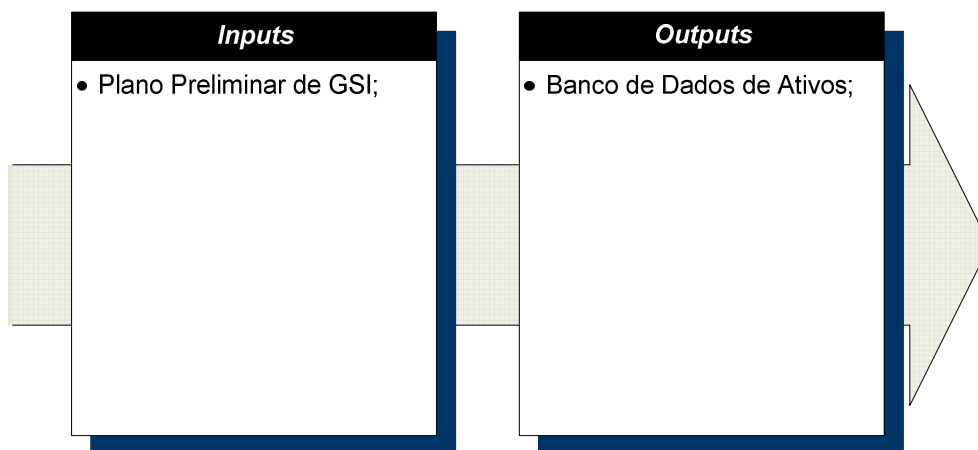 Inputs
• Plano Preliminar de GSI;
Outputs
• Banco de Dados de Ativos;